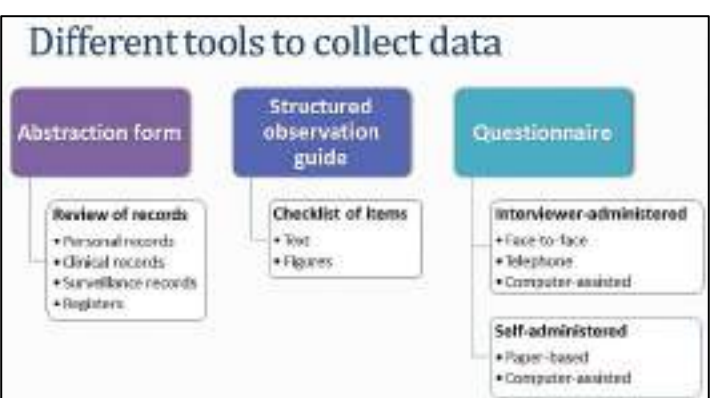 Different tools to collect data
Abstraction form
Review of records
• Personal records
• Clinical records
• Surveillance records
• Registers
Structured
observation
guide
Checklist of items
• Text
• Figures
Questionnaire
Interviewer-administered
• Face-to-face
• Telephone
• Computer-assisted
Self-administered
• Paper-based
• Computer-assisted